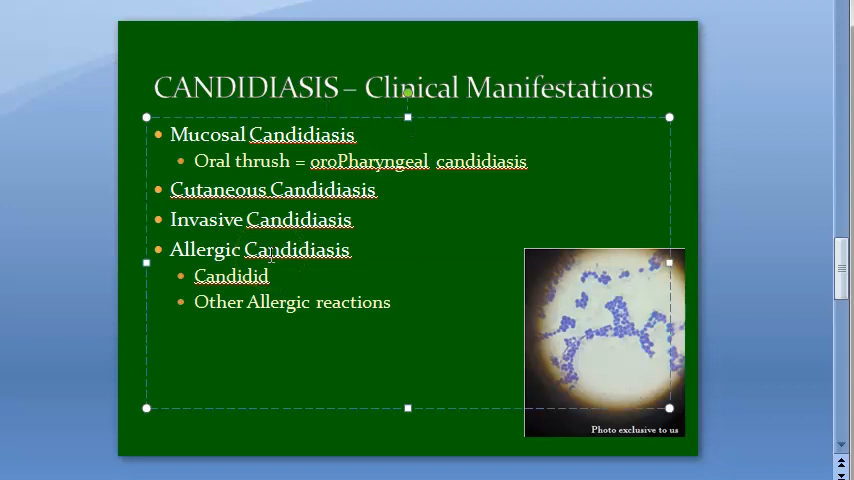 CANDIDIASIS – Clinical Manifestations
Mucosal Candidiasis
Oral thrush = oroPharyngeal candidiasis
Cutaneous Candidiasis
Invasive Candidiasis
Allergic Candidiasis
Candidid
Other Allergic reactions
Photo exclusive to us